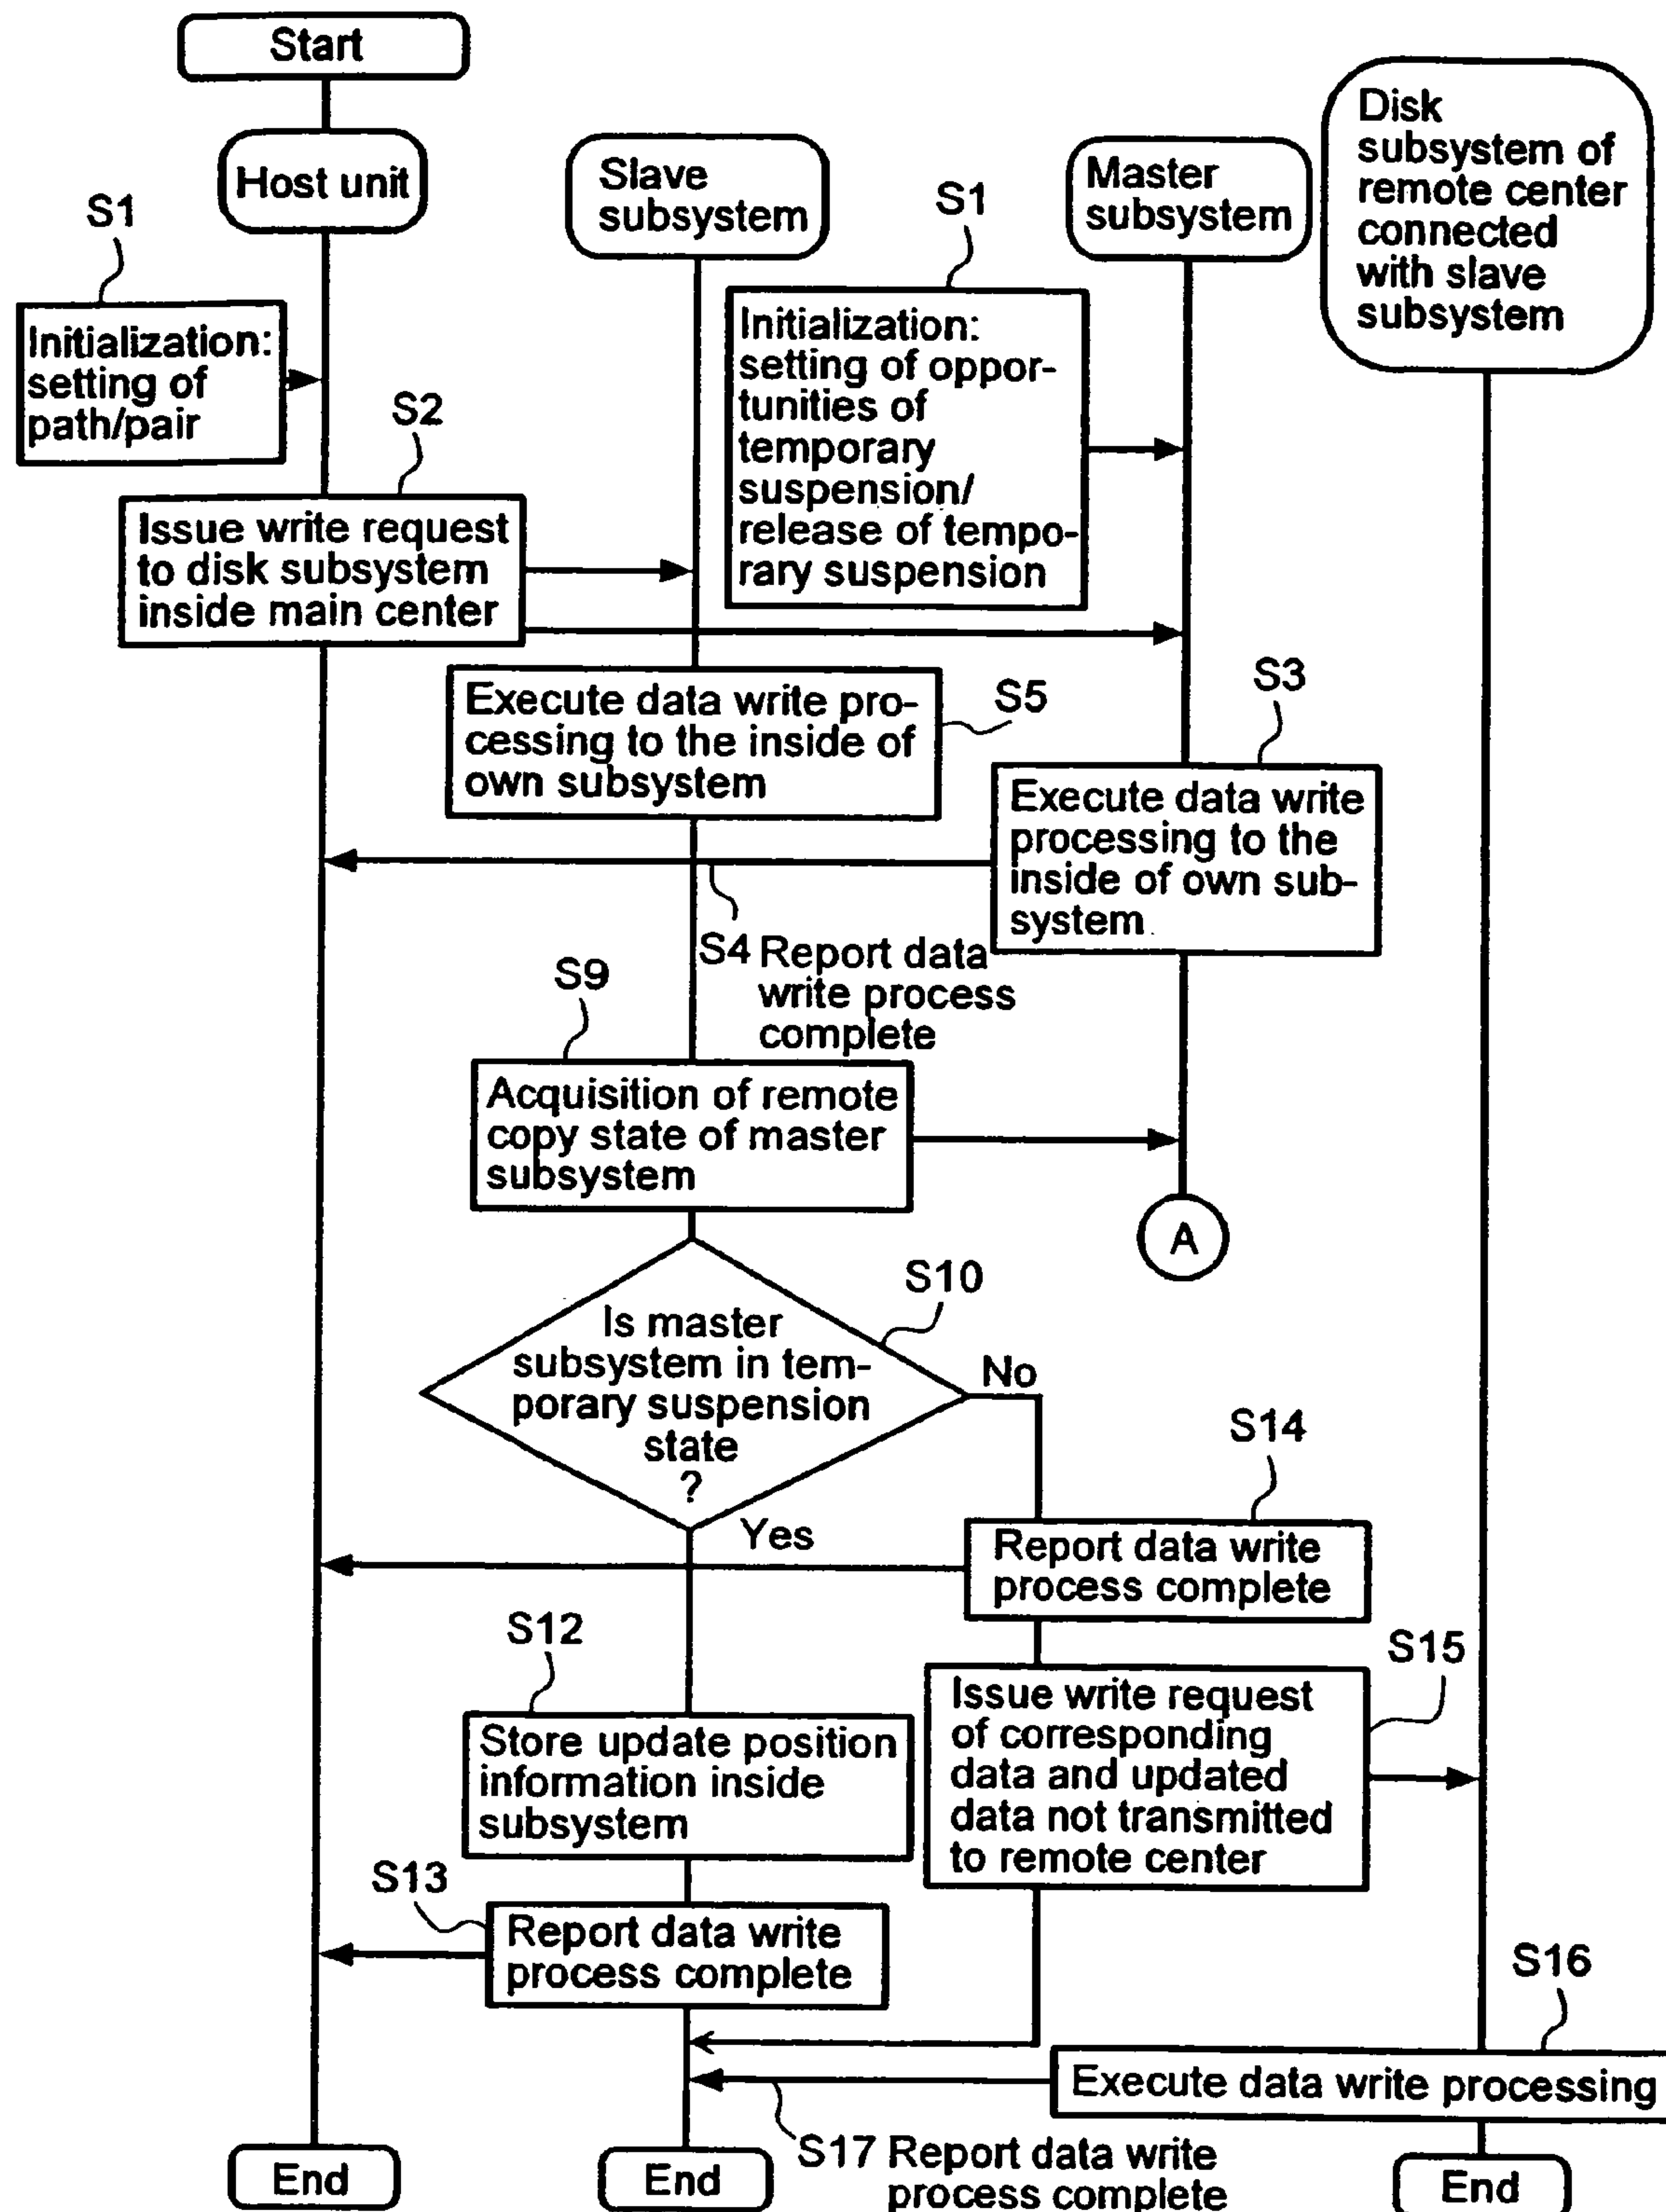 Start
Host unit
Slave
subsystem
Master
subsystem
Disk
subsystem of
remote center
connected
with slave
subsystem
S1
Initialization:
setting of
path/pair
S1
Initialization:
setting of oppor-
tunities of
temporary
suspension/
release of tempo-
rary suspension
S2
Issue write request
to disk subsystem
inside main center
S5
Execute data write pro-
cessing to the inside of
own subsystem
S3
Execute data write
processing to the
inside of own sub-
system
S4 Report data
write process
complete
S9
Acquisition of remote
copy state of master
subsystem
A
S10
Is master
subsystem in tem-
porary suspension
state
?
No
Yes
S14
Report data write
process complete
S12
Store update position
information inside
subsystem
S15
Issue write request
of corresponding
data and updated
data not transmitted
to remote center
S13
Report data write
process complete
S16
Execute data write processing
S17 Report data write
process complete
End
End
End